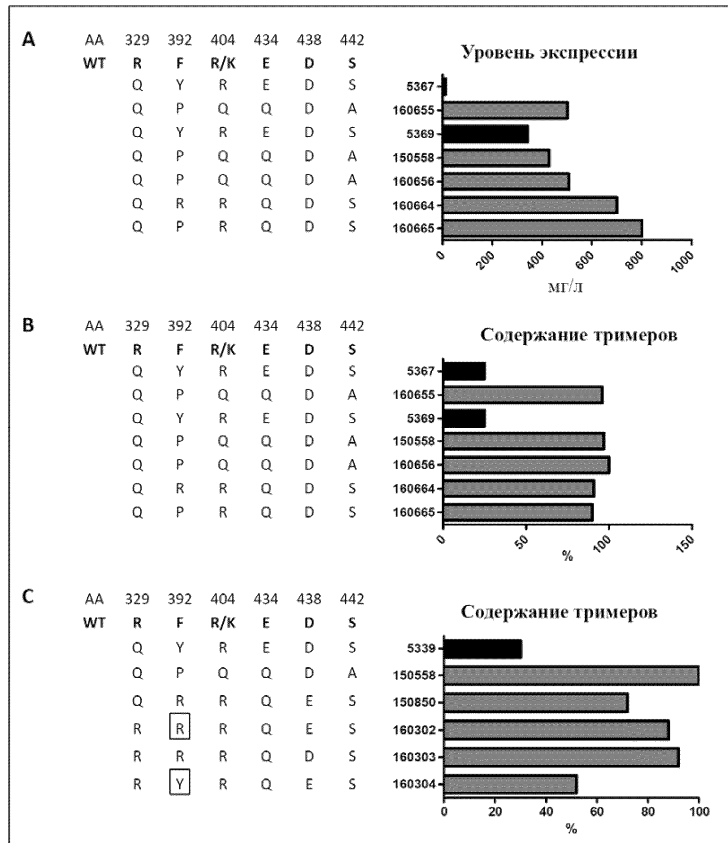 A AA 329 392 404 434 438 442 Уровень экспрессии
WT R F R/K E D S
Q Y R E D S 5367
Q P Q Q D A 160655
Q Y R E D S 5369
Q P Q Q D A 150558
Q P Q Q D A 160656
Q R R Q D S 160664
Q P R Q D S 160665
0 200 400 600 800 1000
мг/л
B AA 329 392 404 434 438 442 Содержание тримеров
WT R F R/K E D S
Q Y R E D S 5367
Q P Q Q D A 160655
Q Y R E D S 5369
Q P Q Q D A 150558
Q P Q Q D A 160656
Q R R Q D S 160664
Q P R Q D S 160665
0 50 100 150
%
C AA 329 392 404 434 438 442 Содержание тримеров
WT R F R/K E D S
Q Y R E D S 5339
Q P Q Q D A 150558
Q R R Q E S 150850
R R R Q E S 160302
R R R Q D S 160303
R Y R Q E S 160304
0 20 40 60 80 100
%